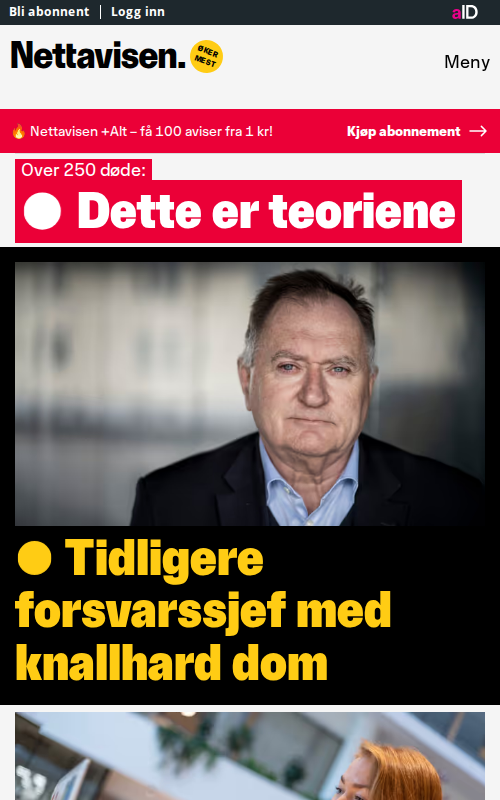 Bli abonnent | Logg inn
aID
Nettavisen.
ØKER
MEST
Meny
🔥 Nettavisen +Alt – få 100 aviser fra 1 kr!
Kjøp abonnement →
Over 250 døde:
● Dette er teoriene
● Tidligere
forsvarssjef med
knallhard dom